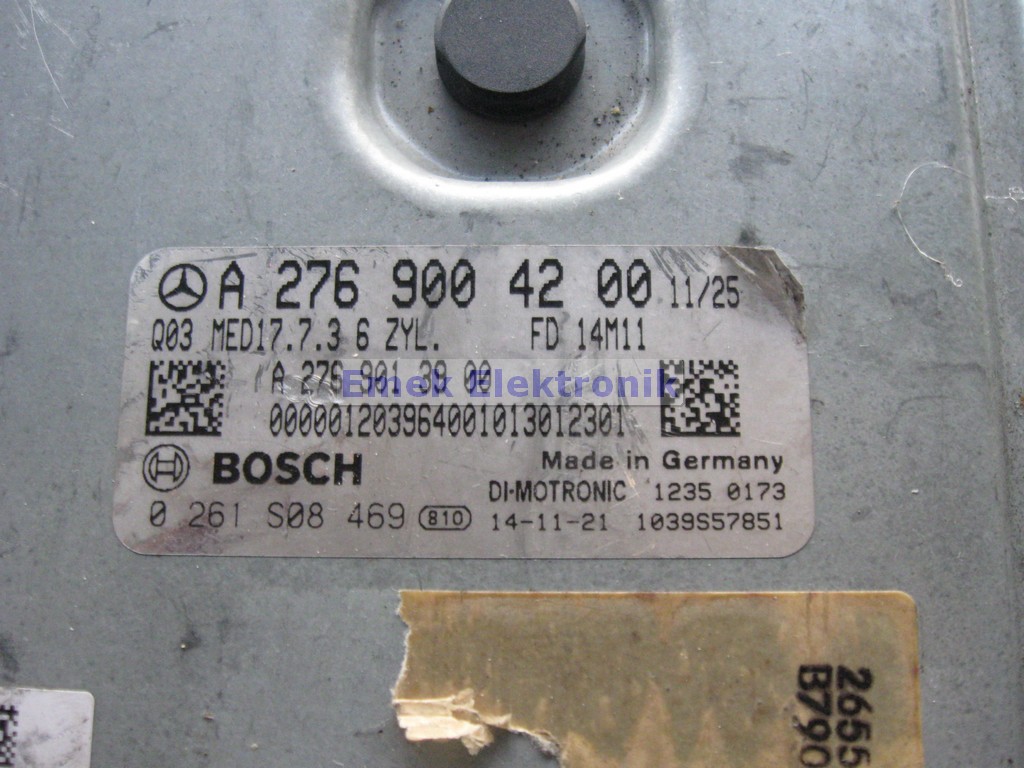 A 276 900 42 00 11/25
Q03 MED17.7.3 6 ZYL. FD 14M11
A 276 901 39 00
Emek Elektronik
000001203964001013012301
BOSCH
Made in Germany
DI-MOTRONIC 1235 0173
0 261 S08 469 810 14-11-21 1039S57851
2655
B790